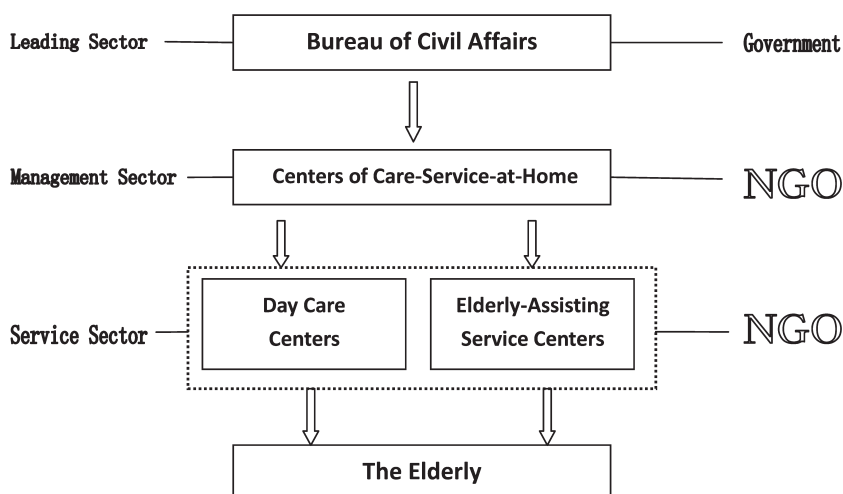 Leading Sector
Bureau of Civil Affairs
Government
Management Sector
Centers of Care-Service-at-Home
NGO
Service Sector
Day Care
Centers
Elderly-Assisting
Service Centers
NGO
The Elderly